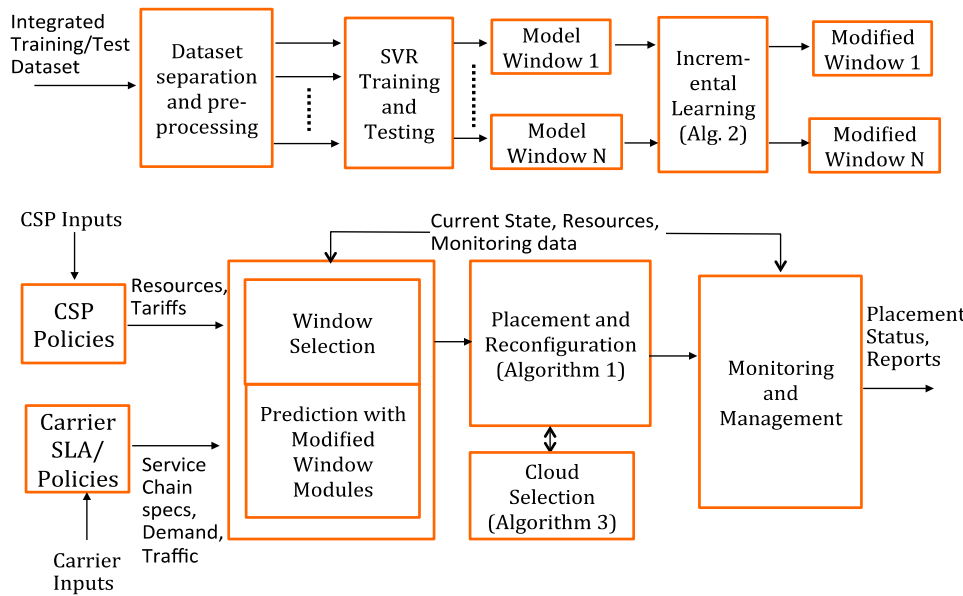 Integrated
Training/Test
Dataset
Dataset
separation
and pre-
processing
SVR
Training
and
Testing
Model
Window 1
Model
Window N
Increm-
ental
Learning
(Alg. 2)
Modified
Window 1
Modified
Window N
CSP Inputs
CSP
Policies
Resources,
Tariffs
Carrier
SLA/
Policies
Carrier
Inputs
Service
Chain
specs,
Demand,
Traffic
Current State, Resources,
Monitoring data
Window
Selection
Prediction with
Modified
Window
Modules
Placement and
Reconfiguration
(Algorithm 1)
Cloud
Selection
(Algorithm 3)
Monitoring
and
Management
Placement
Status,
Reports